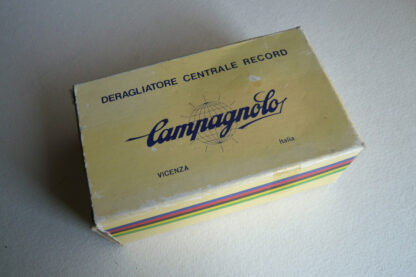 DERAGLIATORE CENTRALE RECORD
Campagnolo
VICENZA Italia